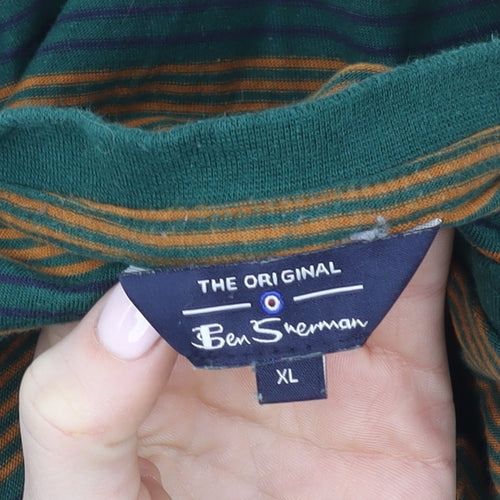 THE ORIGINAL
Ben Sherman
XL